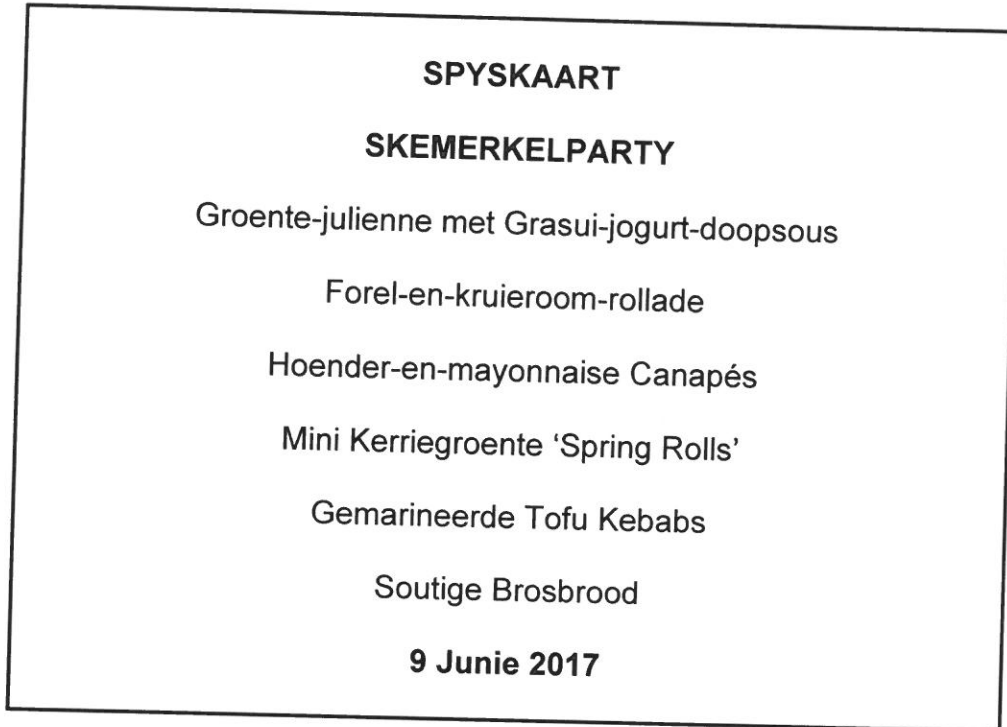 SPYSKAART
SKEMERKELPARTY
Groente-julienne met Grasui-jogurt-doopsous
Forel-en-kruieroom-rollade
Hoender-en-mayonnaise Canapés
Mini Kerriegroente ‘Spring Rolls’
Gemarineerde Tofu Kebabs
Soutige Brosbrood
9 Junie 2017